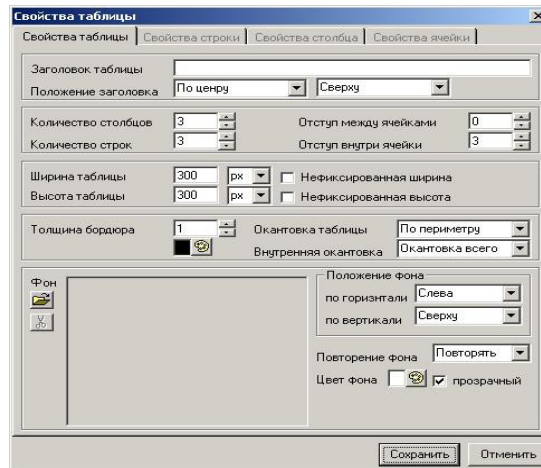 Свойства таблицы
Свойства таблицы Свойства строки Свойства столбца Свойства ячейки
Заголовок таблицы
Положение заголовка По ценру Сверху
Количество столбцов 3 Отступ между ячейками 0
Количество строк 3 Отступ внутри ячейки 3
Ширина таблицы 300 px Нефиксированная ширина
Высота таблицы 300 px Нефиксированная высота
Толщина бордюра 1 Окантовка таблицы По периметру
Внутренняя окантовка Окантовка всего
Фон
Положение фона
по горизнтали Слева
по вертикали Сверху
Повторение фона Повторять
Цвет фона прозрачный
Сохранить Отменить